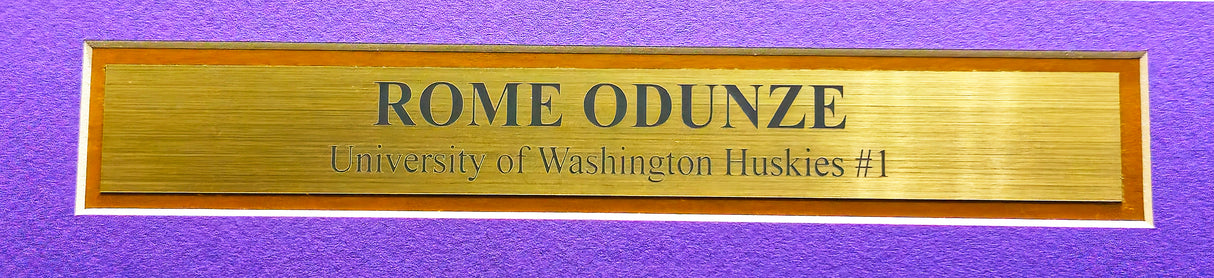 ROME ODUNZE
University of Washington Huskies #1